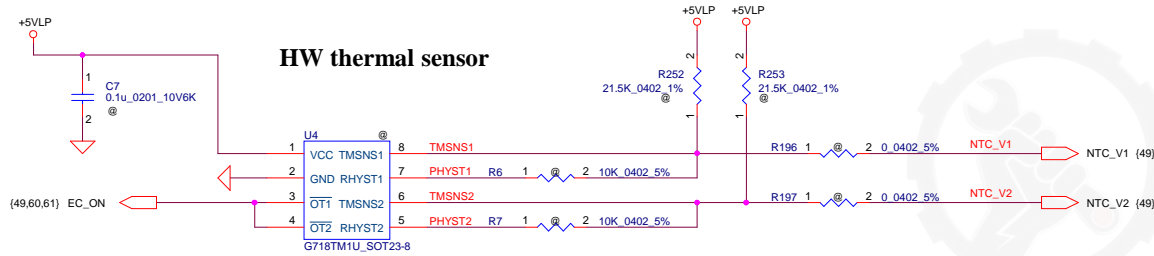 +5VLP
+5VLP
+5VLP
HW thermal sensor
1
C7
0.1u_0201_10V6K
@
2
2
R252
21.5K_0402_1%
@
1
2
R253
21.5K_0402_1%
@
1
U4
@
1 VCC TMSNS1 8 TMSNS1
R196 1 @ 2 0_0402_5% NTC_V1 NTC_V1 {49}
2 GND RHYST1 7 PHYST1 R6 1 @ 2 10K_0402_5%
{49,60,61} EC_ON 3 OT1 TMSNS2 6 TMSNS2
R197 1 @ 2 0_0402_5% NTC_V2 NTC_V2 {49}
4 OT2 RHYST2 5 PHYST2 R7 1 @ 2 10K_0402_5%
G718TM1U_SOT23-8